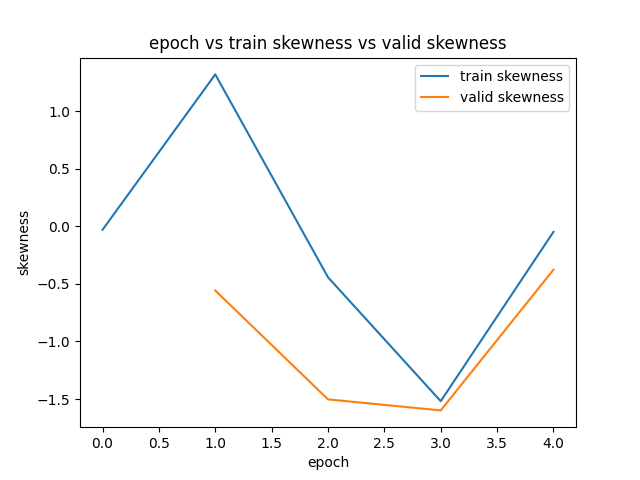 epoch vs train skewness vs valid skewness
train skewness
valid skewness
1.0
0.5
0.0
−0.5
−1.0
−1.5
skewness
0.0 0.5 1.0 1.5 2.0 2.5 3.0 3.5 4.0
epoch